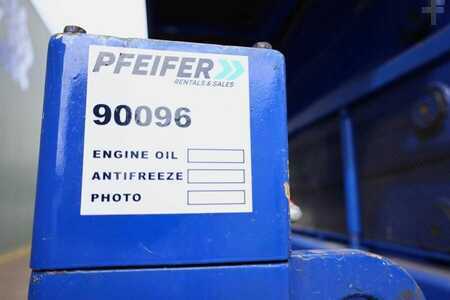 PFEIFER
RENTALS & SALES
90096
ENGINE OIL
ANTIFREEZE
PHOTO